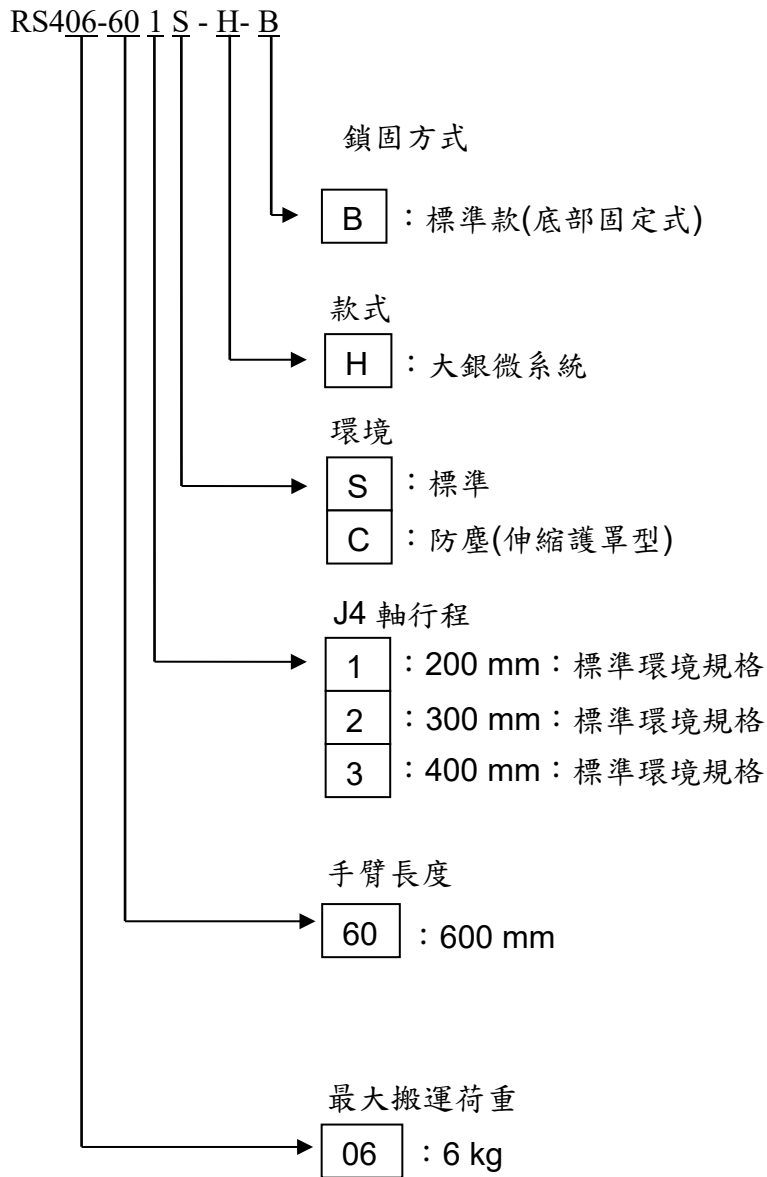 RS406-60 1 S - H- B
鎖固方式
B ：標準款(底部固定式)
款式
H ：大銀微系統
環境
S ：標準
C ：防塵(伸縮護罩型)
J4 軸行程
1 ：200 mm：標準環境規格
2 ：300 mm：標準環境規格
3 ：400 mm：標準環境規格
手臂長度
60 ：600 mm
最大搬運荷重
06 ：6 kg